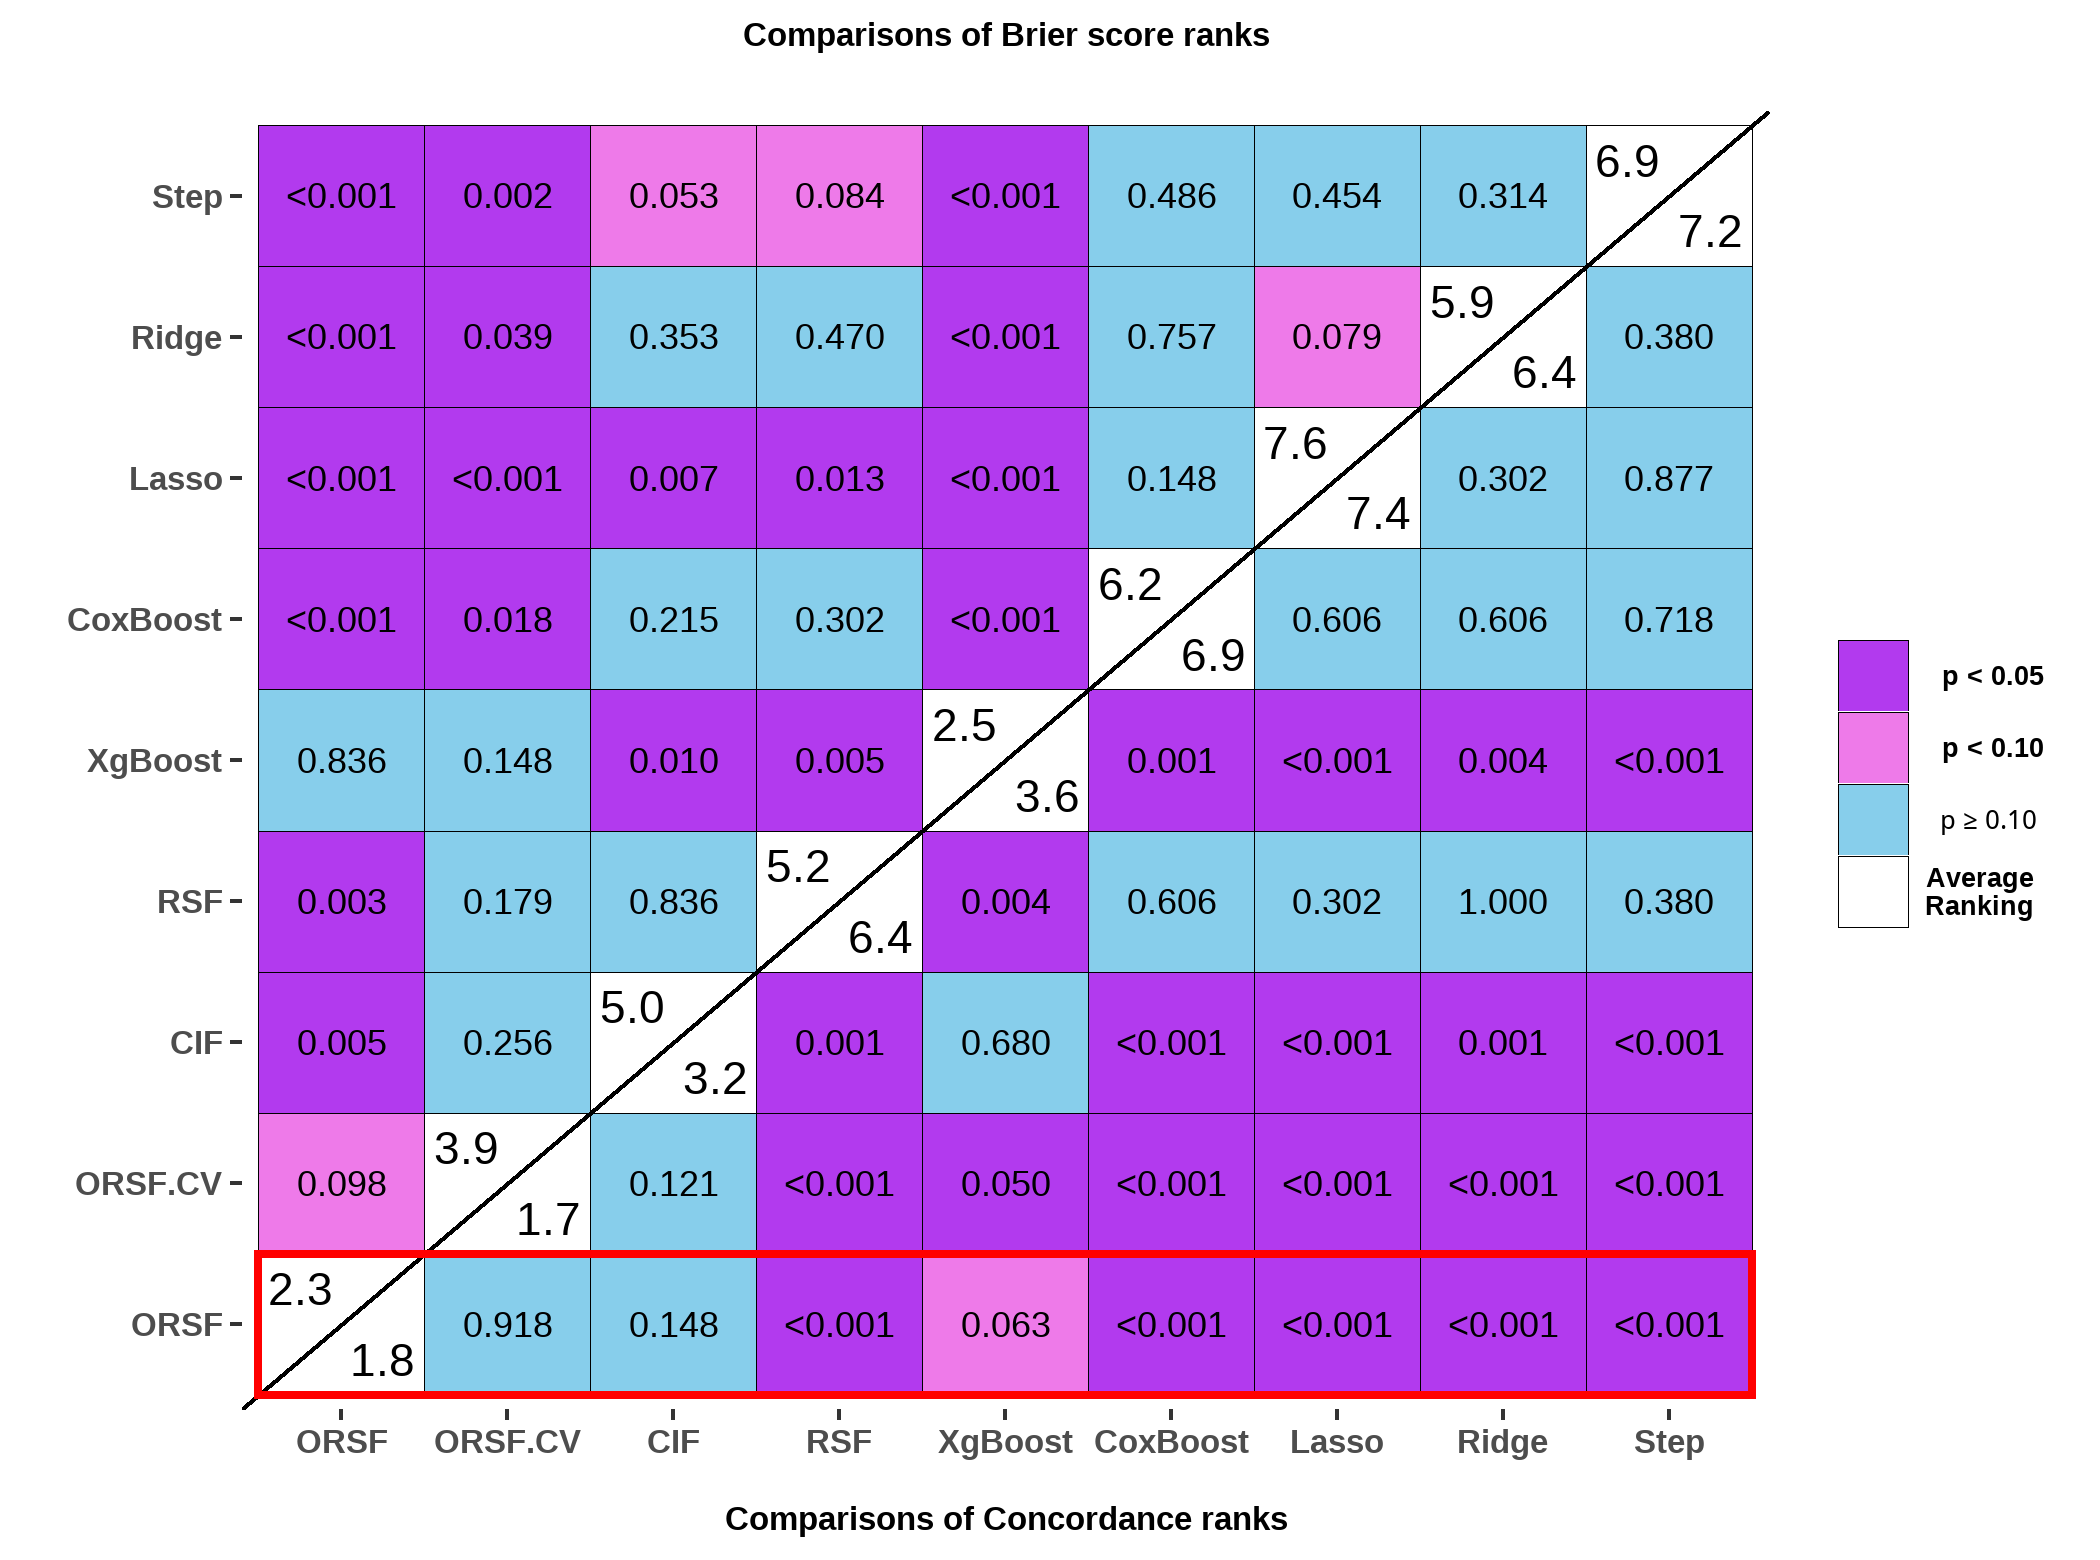 Comparisons of Brier score ranks
Step <0.001 0.002 0.053 0.084 <0.001 0.486 0.454 0.314 6.9 7.2
Ridge <0.001 0.039 0.353 0.470 <0.001 0.757 0.079 5.9 6.4 0.380
Lasso <0.001 <0.001 0.007 0.013 <0.001 0.148 7.6 7.4 0.302 0.877
CoxBoost <0.001 0.018 0.215 0.302 <0.001 6.2 6.9 0.606 0.606 0.718
XgBoost 0.836 0.148 0.010 0.005 2.5 3.6 0.001 <0.001 0.004 <0.001
RSF 0.003 0.179 0.836 5.2 6.4 0.004 0.606 0.302 1.000 0.380
CIF 0.005 0.256 5.0 3.2 0.001 0.680 <0.001 <0.001 0.001 <0.001
ORSF.CV 0.098 3.9 1.7 0.121 <0.001 0.050 <0.001 <0.001 <0.001 <0.001
ORSF 2.3 1.8 0.918 0.148 <0.001 0.063 <0.001 <0.001 <0.001 <0.001
ORSF ORSF.CV CIF RSF XgBoost CoxBoost Lasso Ridge Step
Comparisons of Concordance ranks
p < 0.05
p < 0.10
p ≥ 0.10
Average
Ranking